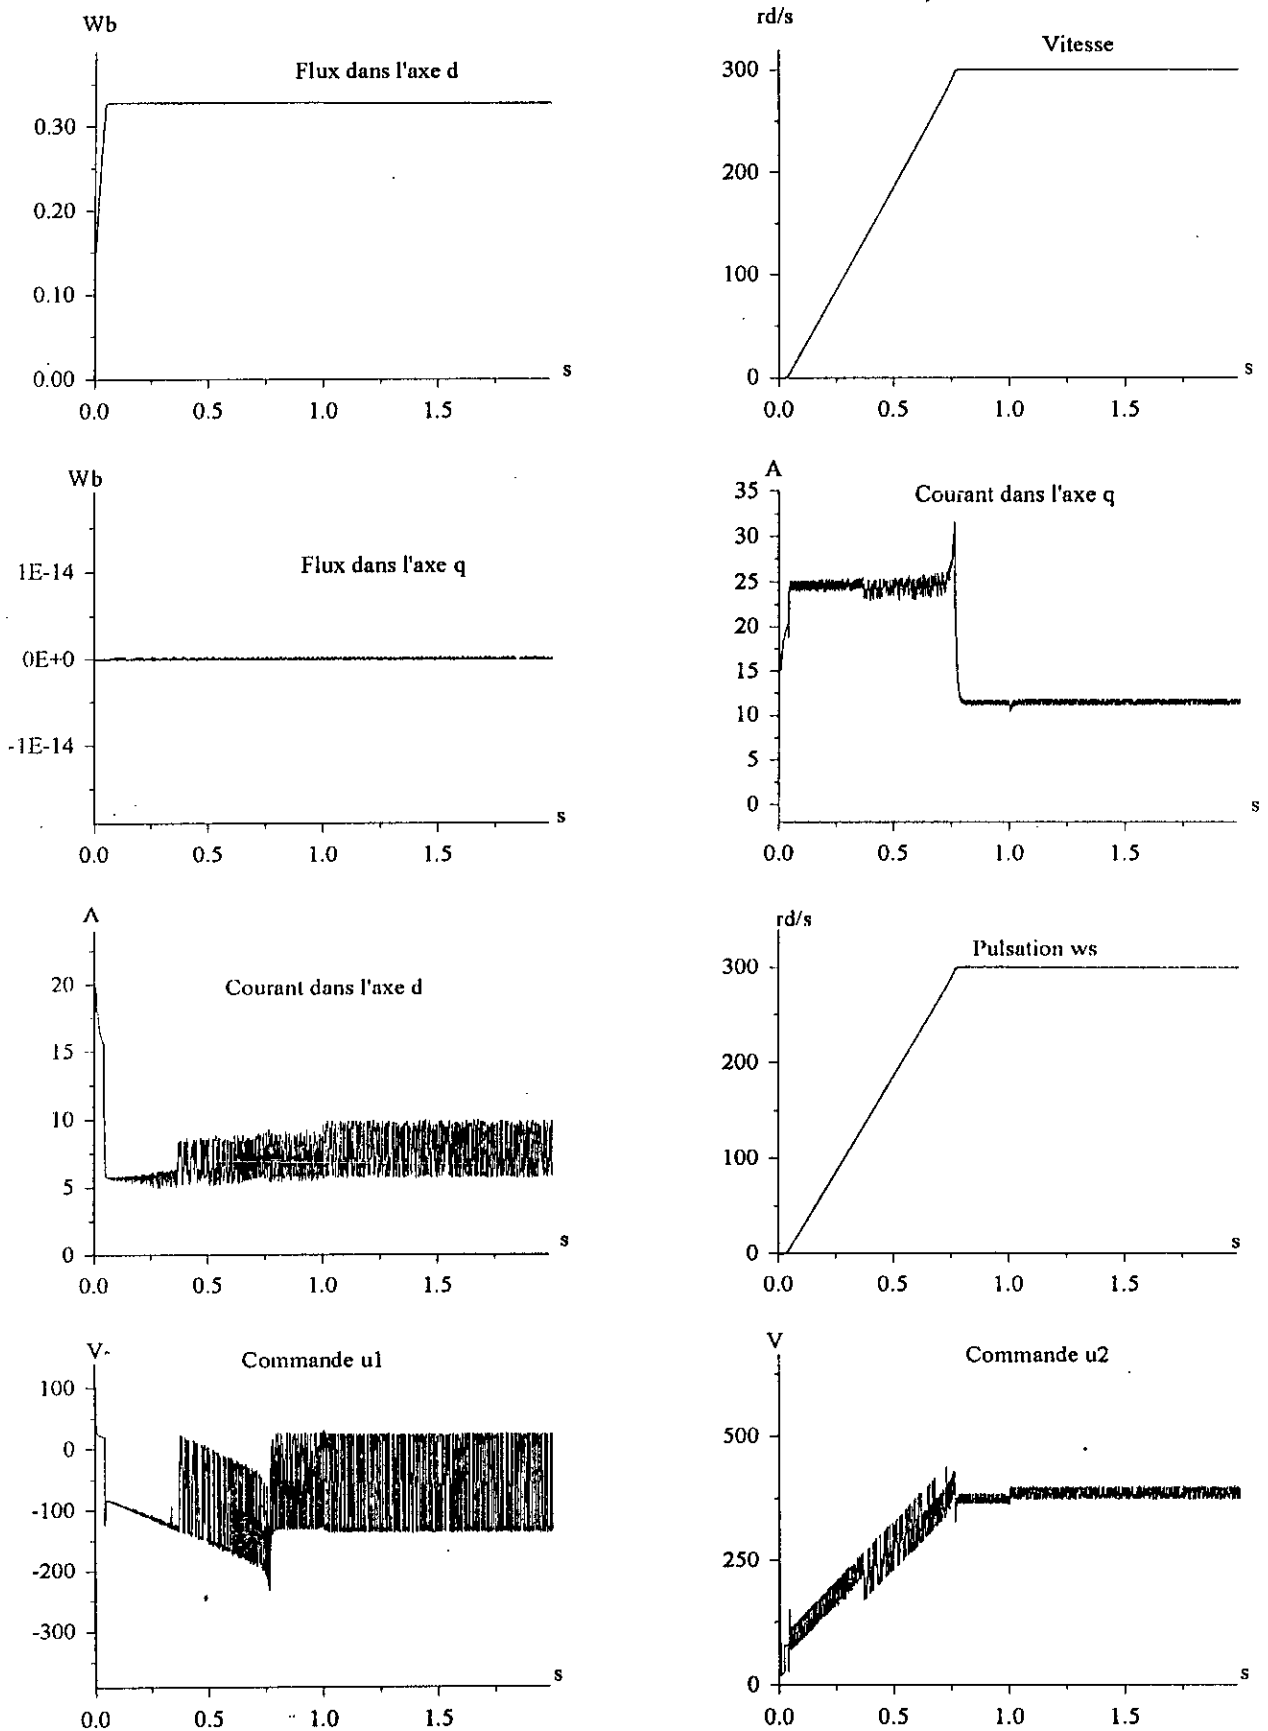 Wb
Flux dans l'axe d
0.30
0.20
0.10
0.00
s
0.0 0.5 1.0 1.5
rd/s
Vitesse
300
200
100
0
s
0.0 0.5 1.0 1.5
Wb
Flux dans l'axe q
1E-14
0E+0
-1E-14
s
0.0 0.5 1.0 1.5
A
Courant dans l'axe q
35
30
25
20
15
10
5
0
s
0.0 0.5 1.0 1.5
A
Courant dans l'axe d
20
15
10
5
0
s
0.0 0.5 1.0 1.5
rd/s
Pulsation ws
300
200
100
0
s
0.0 0.5 1.0 1.5
V
Commande u1
100
0
-100
-200
-300
s
0.0 0.5 1.0 1.5
V
Commande u2
500
250
0
s
0.0 0.5 1.0 1.5